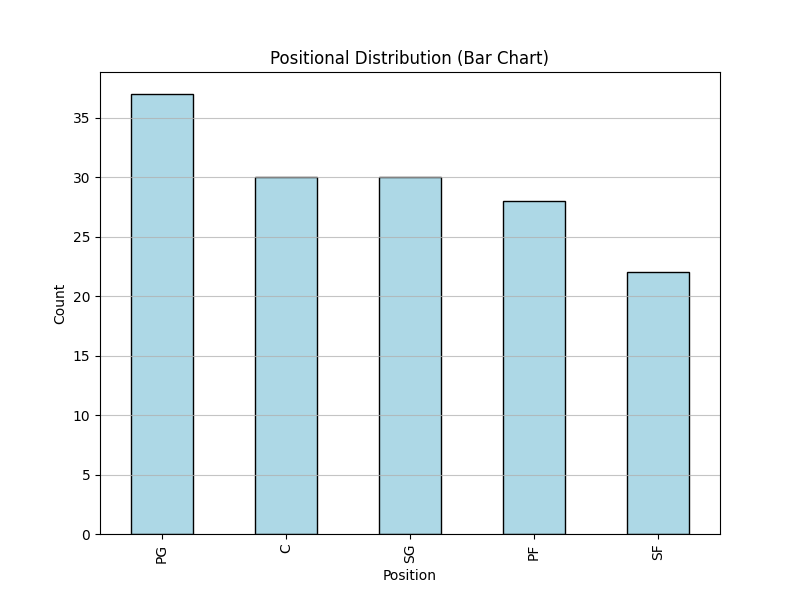 Positional Distribution (Bar Chart)
Count
35
30
25
20
15
10
5
0
PG
C
SG
PF
SF
Position